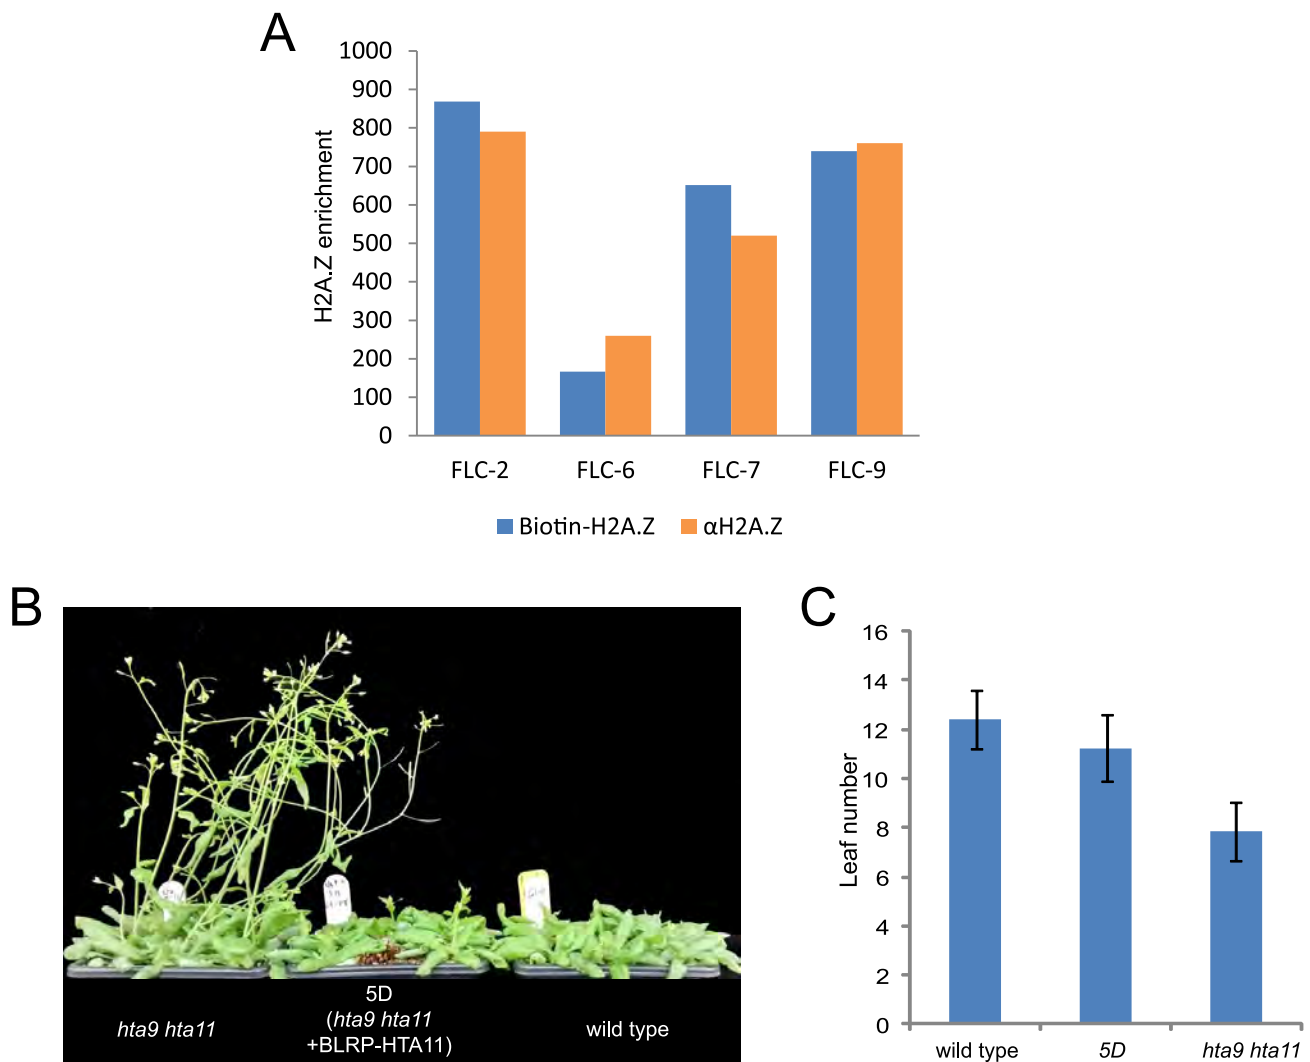 A
1000
900
800
700
600
500
400
300
200
100
0
H2A.Z enrichment
FLC-2 FLC-6 FLC-7 FLC-9
Biotin-H2A.Z αH2A.Z
B
hta9 hta11
5D
(hta9 hta11
+BLRP-HTA11)
wild type
C
16
14
12
10
8
6
4
2
0
Leaf number
wild type 5D hta9 hta11